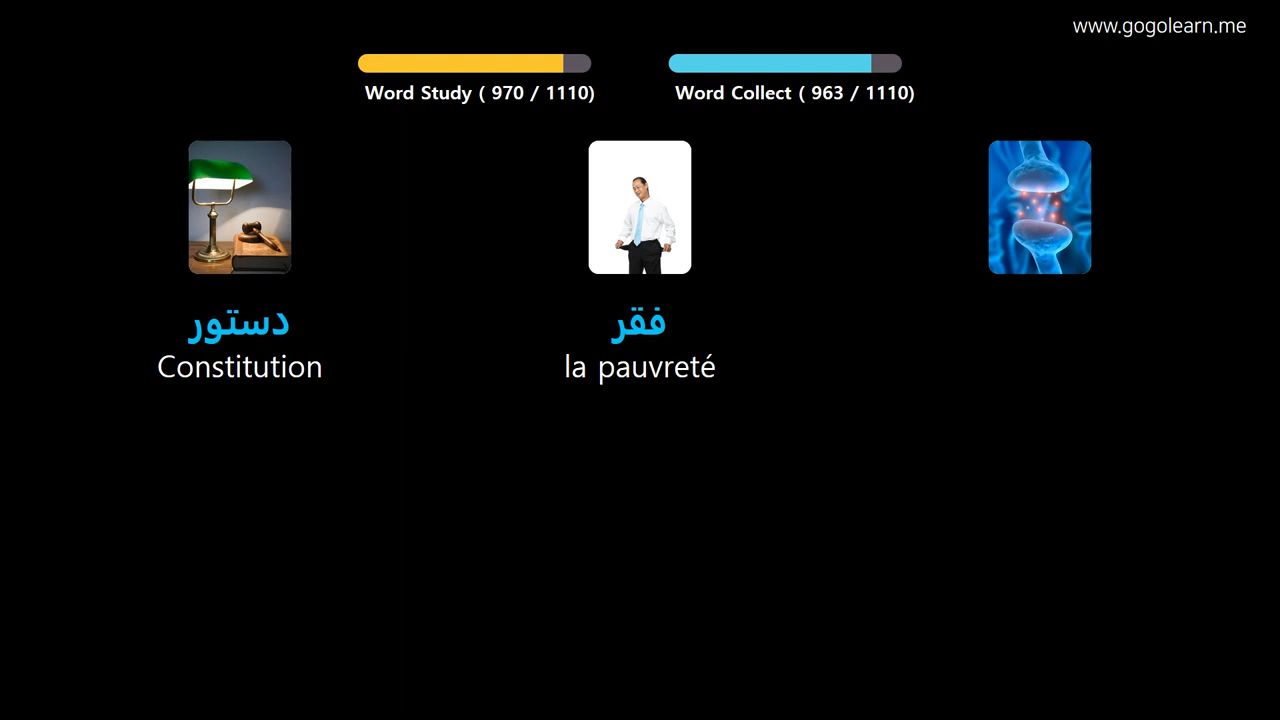 www.gogolearn.me
Word Study ( 970 / 1110)
Word Collect ( 963 / 1110)
دستور
Constitution
فقر
la pauvreté